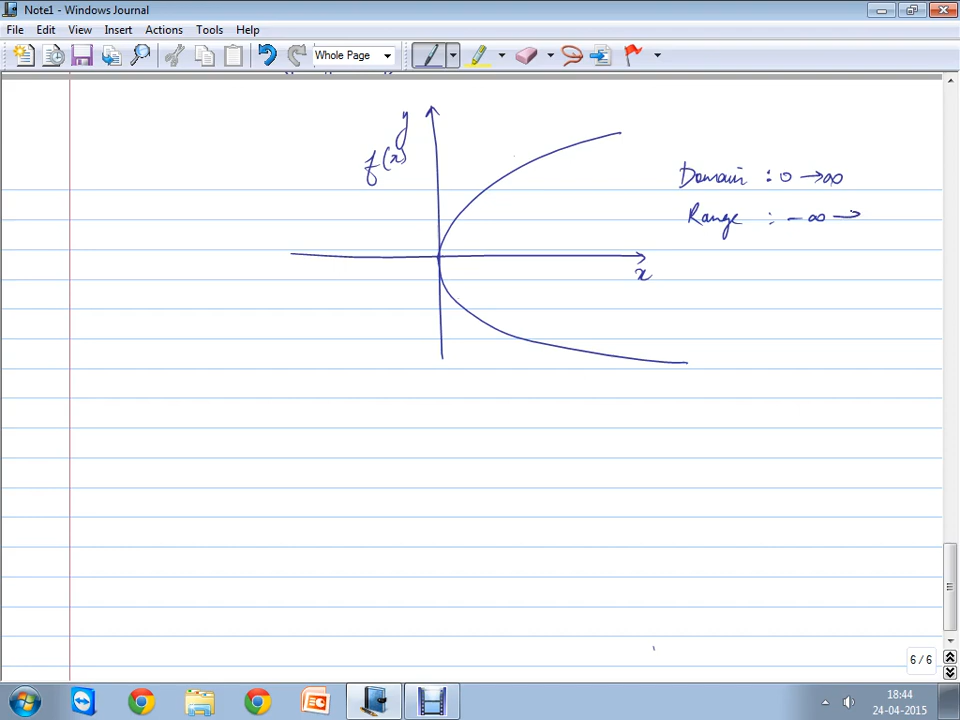 Note1 - Windows Journal
File Edit View Insert Actions Tools Help
Whole Page
y
f(x)
Domain : 0 → ∞
Range : - ∞ →
x
6 / 6
18:44
24-04-2015